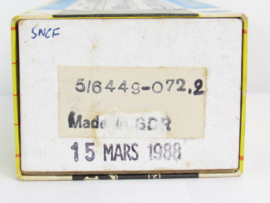 SNCF
5/6449-072,2
Made in GDR
15 MARS 1988